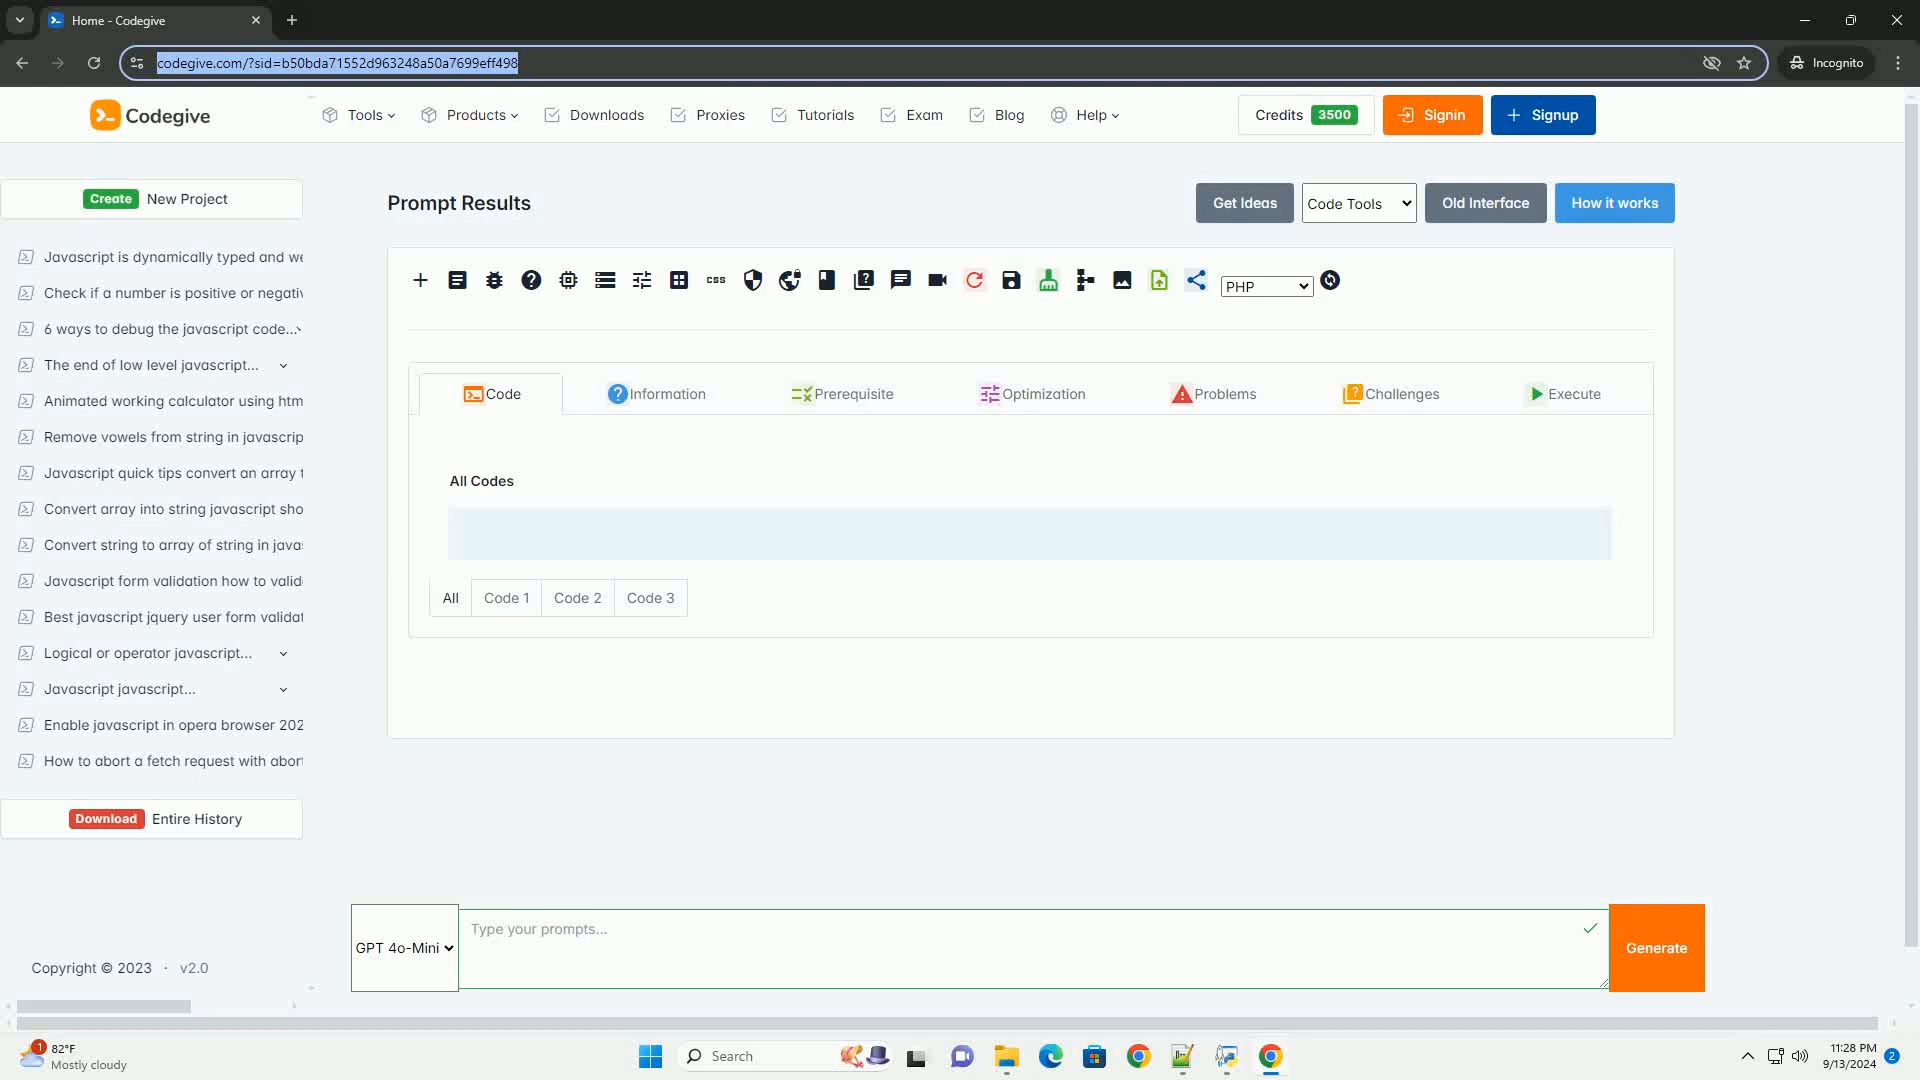 Home - Codegive
codegive.com/?sid=b50bda71552d963248a50a7699eff498
Incognito
Codegive
Tools
Products
Downloads
Proxies
Tutorials
Exam
Blog
Help
Credits 3500
Signin
Signup
Create New Project
Javascript is dynamically typed and we
Check if a number is positive or negativ
6 ways to debug the javascript code...
The end of low level javascript...
Animated working calculator using htm
Remove vowels from string in javascrip
Javascript quick tips convert an array t
Convert array into string javascript sho
Convert string to array of string in javas
Javascript form validation how to valid
Best javascript jquery user form validat
Logical or operator javascript...
Javascript javascript...
Enable javascript in opera browser 202
How to abort a fetch request with abor
Download Entire History
Copyright © 2023 · v2.0
Prompt Results
Get Ideas
Code Tools
Old Interface
How it works
CSS
PHP
Code
Information
Prerequisite
Optimization
Problems
Challenges
Execute
All Codes
All
Code 1
Code 2
Code 3
GPT 4o-Mini
Type your prompts...
Generate
1
82°F
Mostly cloudy
Search
11:28 PM
9/13/2024
2